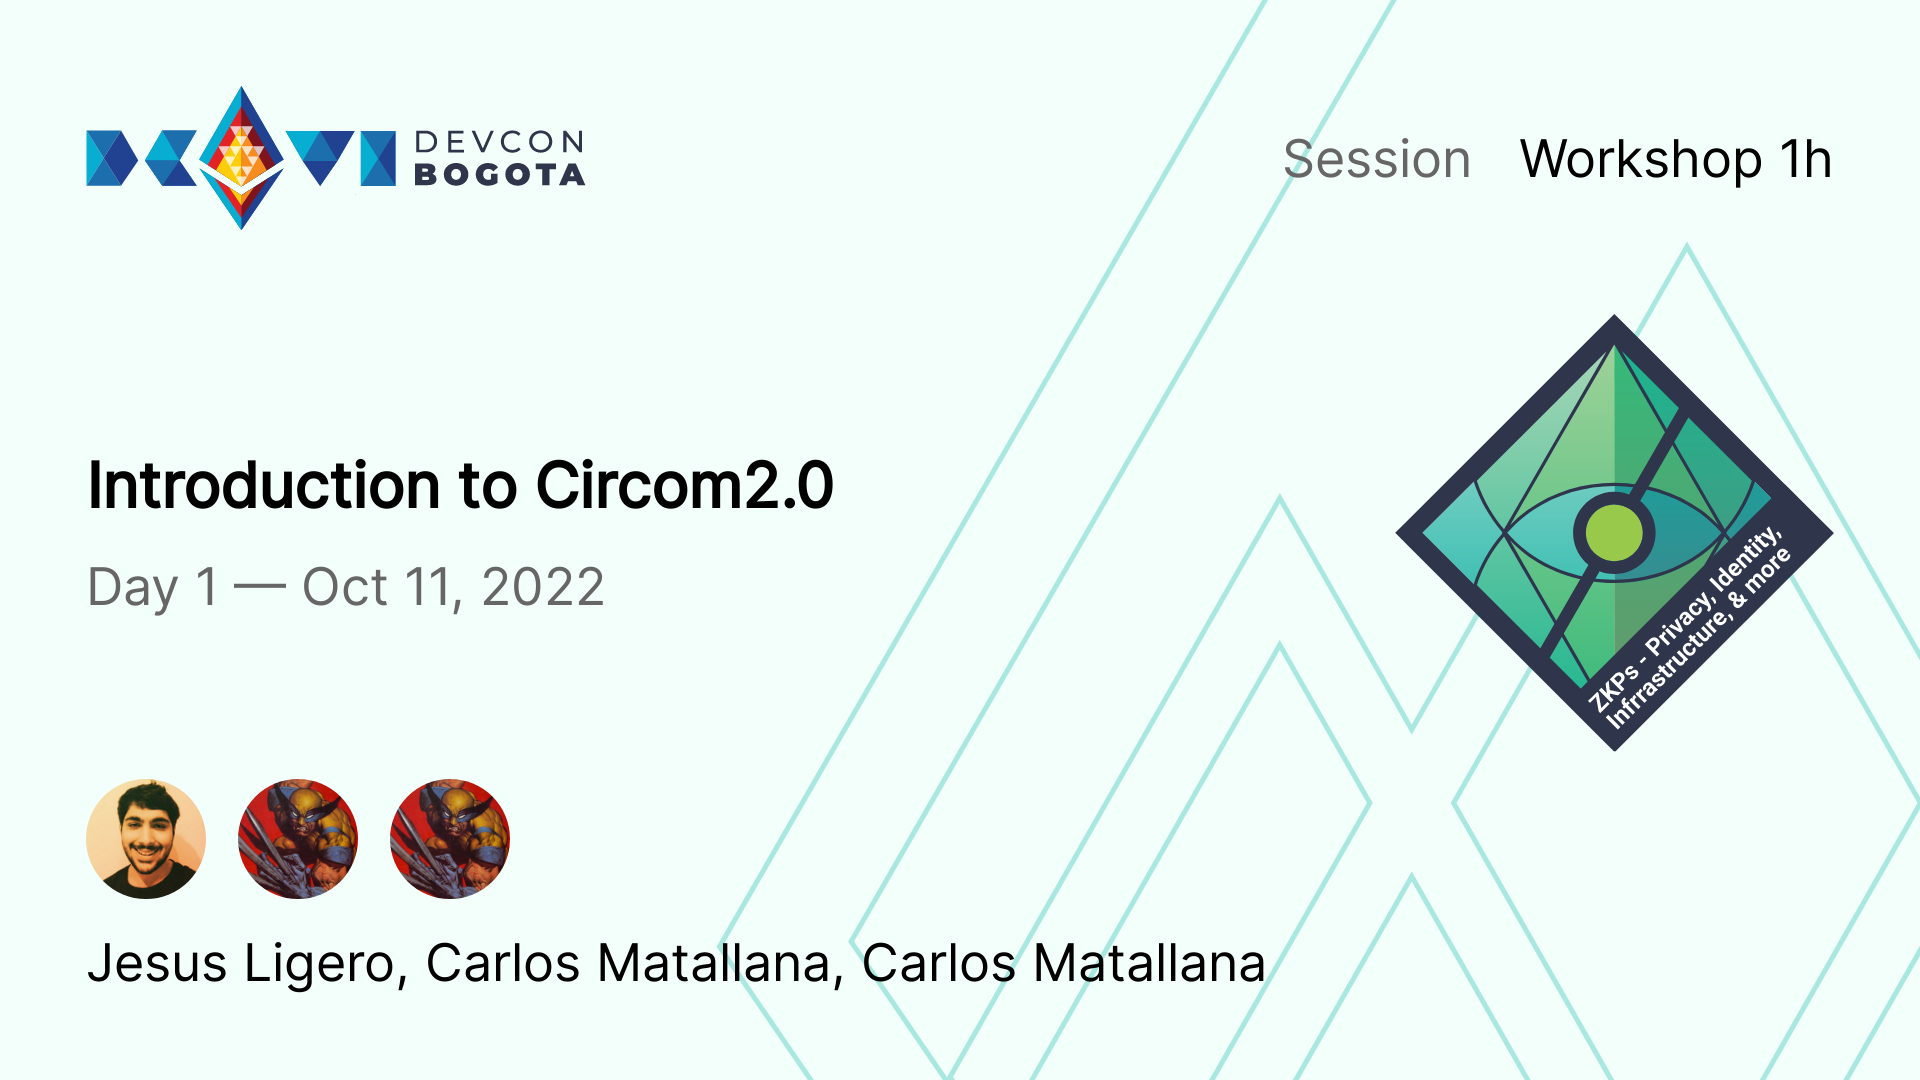 DEVCON
BOGOTA
Session Workshop 1h
Introduction to Circom2.0
Day 1 — Oct 11, 2022
ZKPs - Privacy, Identity,
Infrrastructure, & more
Jesus Ligero, Carlos Matallana, Carlos Matallana